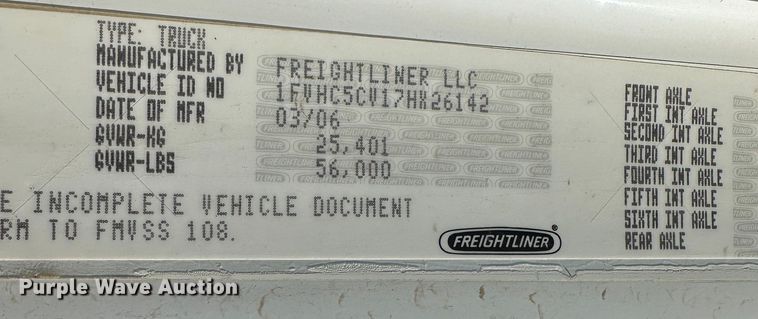 TYPE: TRUCK
MANUFACTURED BY FREIGHTLINER LLC
VEHICLE ID NO 1FVHC5CV17HX26142
DATE OF MFR 03/06
GVWR-KG 25,401
GVWR-LBS 56,000
E INCOMPLETE VEHICLE DOCUMENT
RM TO FMVSS 108.
FREIGHTLINER
FRONT AXLE
FIRST INT AXLE
SECOND INT AXLE
THIRD INT AXLE
FOURTH INT AXLE
FIFTH INT AXLE
SIXTH INT AXLE
REAR AXLE
Purple Wave Auction